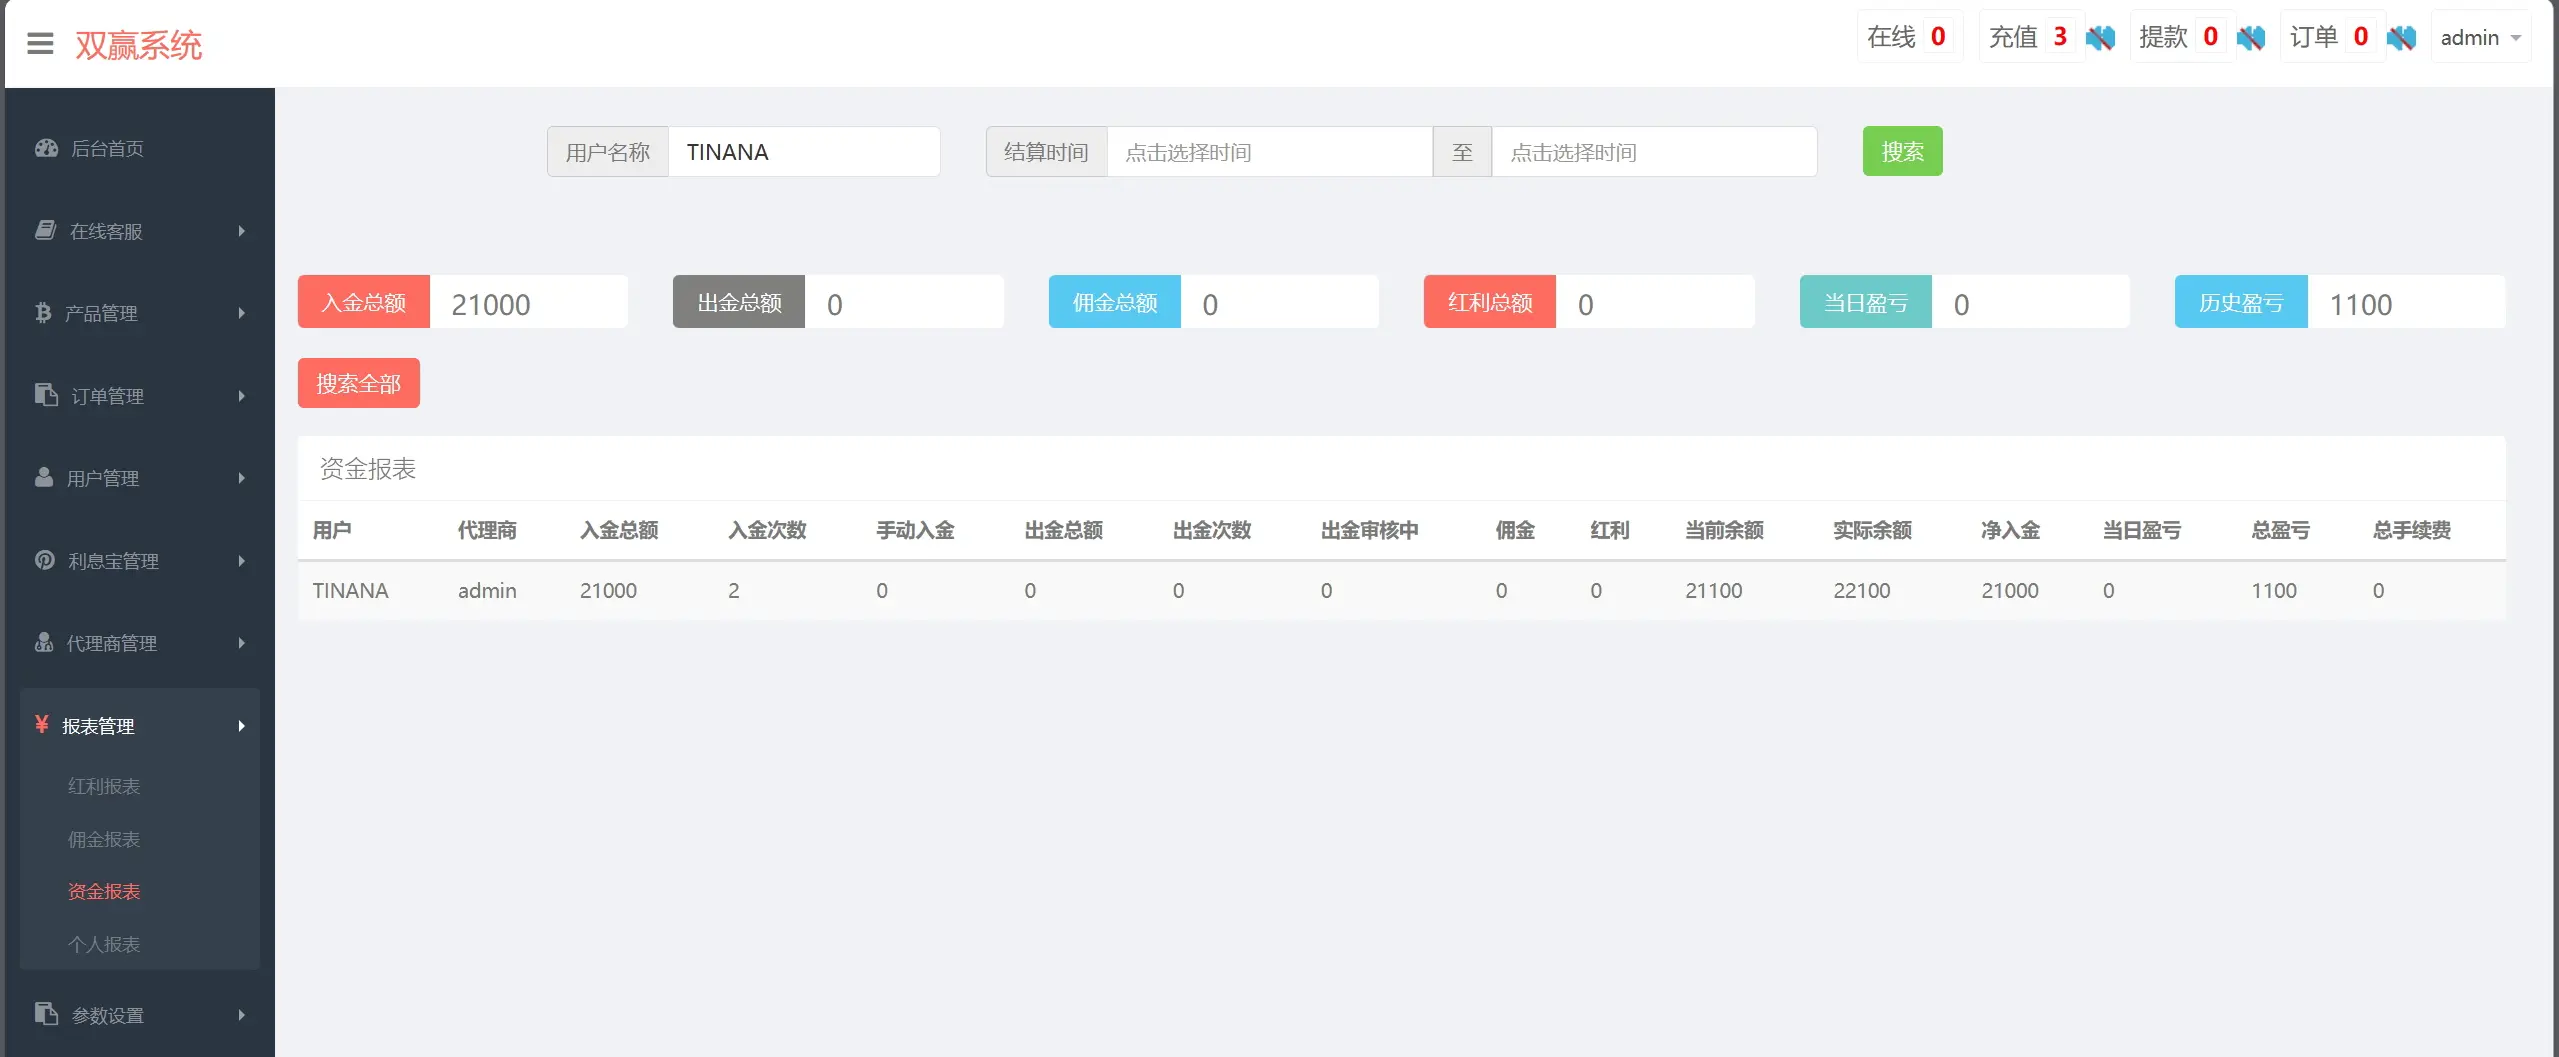 双赢系统
在线 0 充值 3 提款 0 订单 0 admin
后台首页
在线客服
产品管理
订单管理
用户管理
利息宝管理
代理商管理
¥ 报表管理
红利报表
佣金报表
资金报表
个人报表
参数设置
用户名称 TINANA 结算时间 点击选择时间 至 点击选择时间 搜索
入金总额 21000 出金总额 0 佣金总额 0 红利总额 0 当日盈亏 0 历史盈亏 1100
搜索全部
资金报表
用户 代理商 入金总额 入金次数 手动入金 出金总额 出金次数 出金审核中 佣金 红利 当前余额 实际余额 净入金 当日盈亏 总盈亏 总手续费
TINANA admin 21000 2 0 0 0 0 0 0 21100 22100 21000 0 1100 0